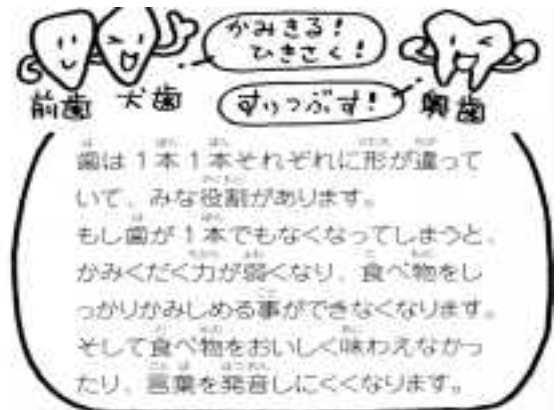 かみきる！
ひきさく！
前歯
犬歯
すりつぶす！
奥歯
歯は１本１本それぞれに形が違って
いて、みな役割があります。
もし歯が１本でもなくなってしまうと、
かみくだく力が弱くなり、食べ物をし
っかりかみしめる事ができなくなります。
そして食べ物をおいしく味わえなかっ
たり、言葉を発音しにくくなります。